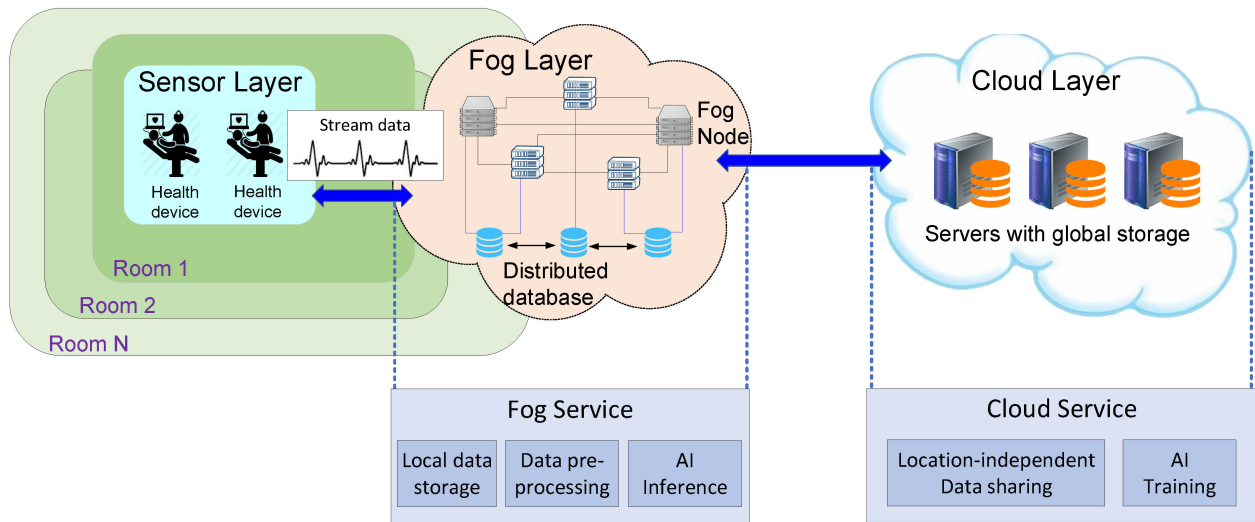 Sensor Layer
Health
device
Health
device
Room 1
Room 2
Room N
Stream data
Fog Layer
Fog
Node
Distributed
database
Cloud Layer
Servers with global storage
Fog Service
Local data
storage
Data pre-
processing
AI
Inference
Cloud Service
Location-independent
Data sharing
AI
Training